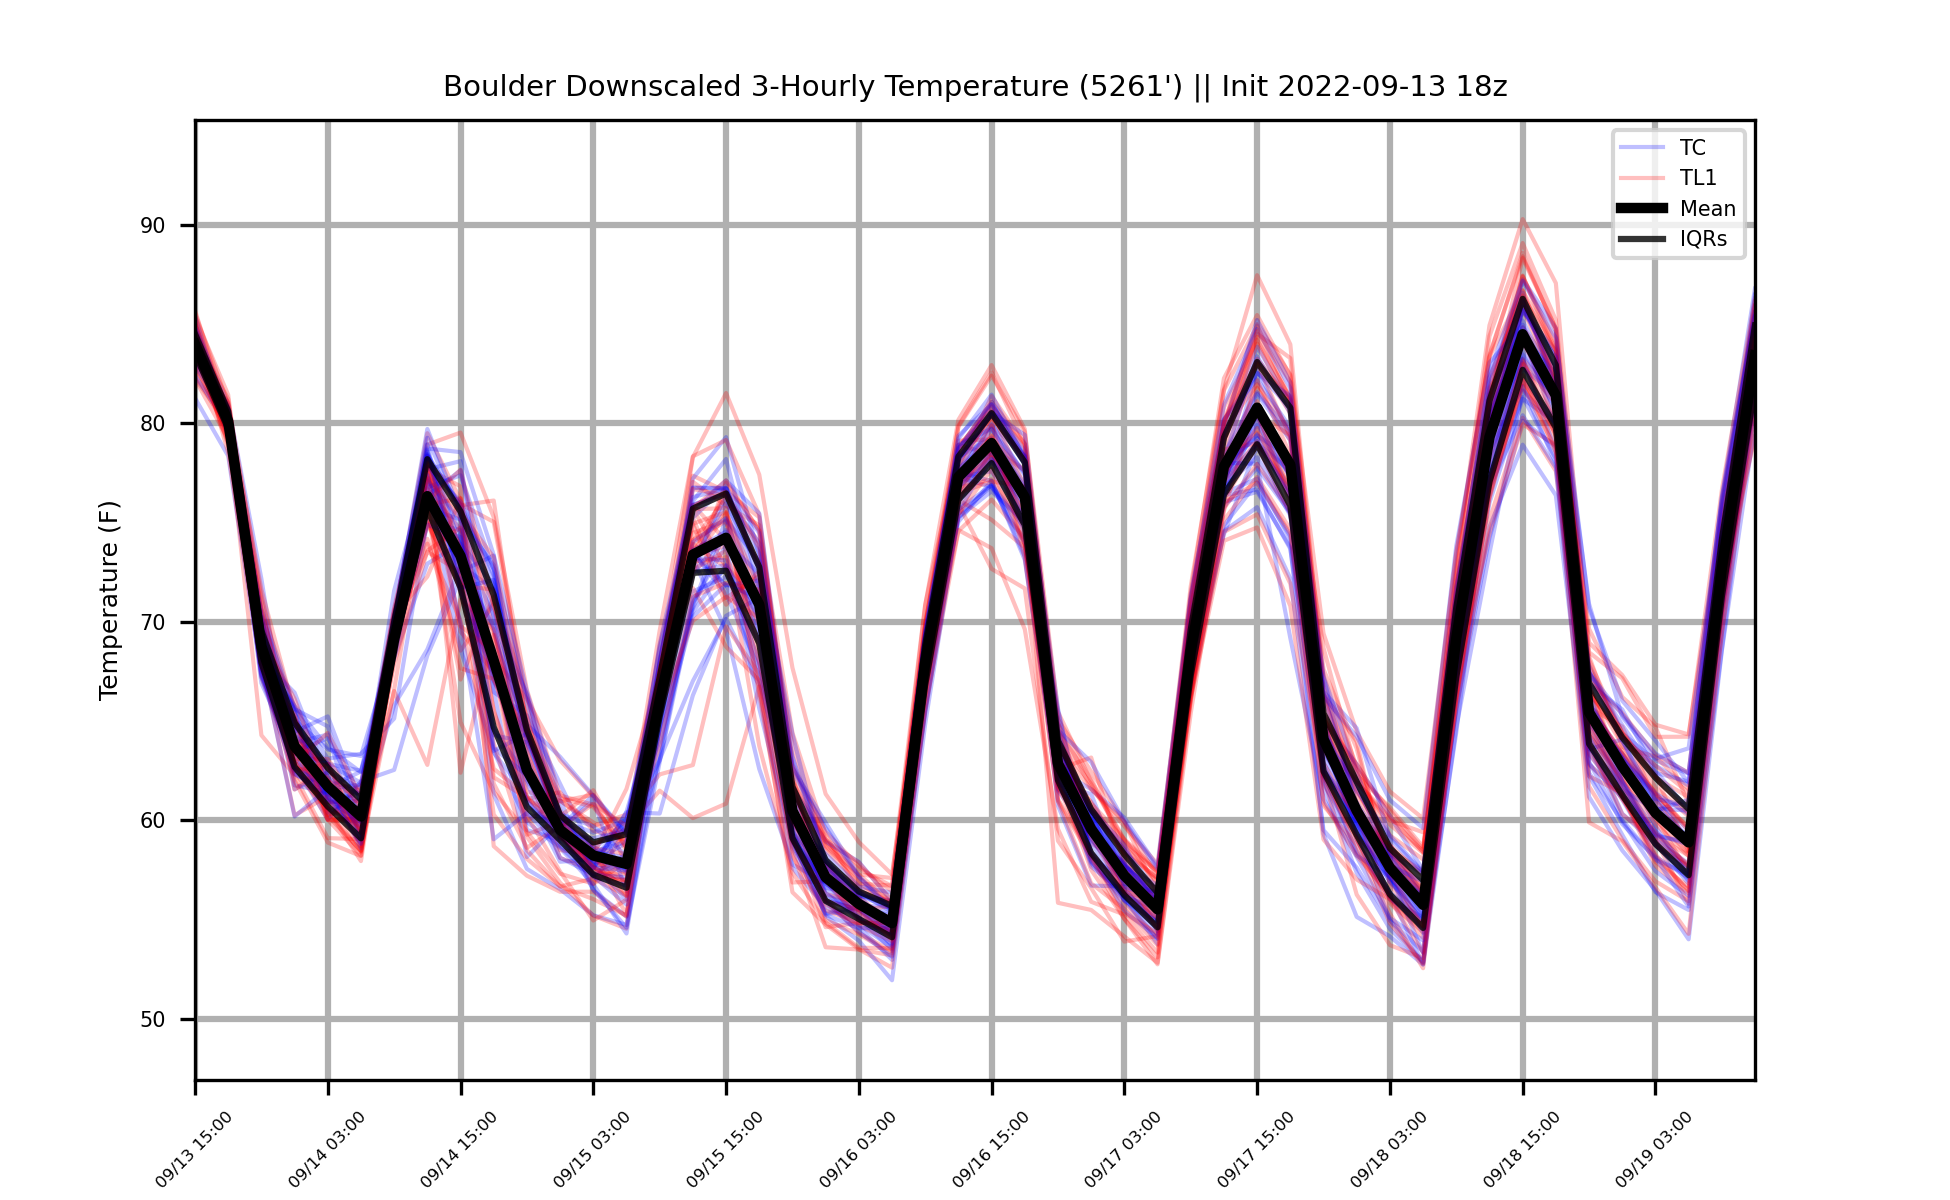 Boulder Downscaled 3-Hourly Temperature (5261') || Init 2022-09-13 18z
TC
TL1
Mean
IQRs
Temperature (F)
90
80
70
60
50
09/13 15:00
09/14 03:00
09/14 15:00
09/15 03:00
09/15 15:00
09/16 03:00
09/16 15:00
09/17 03:00
09/17 15:00
09/18 03:00
09/18 15:00
09/19 03:00